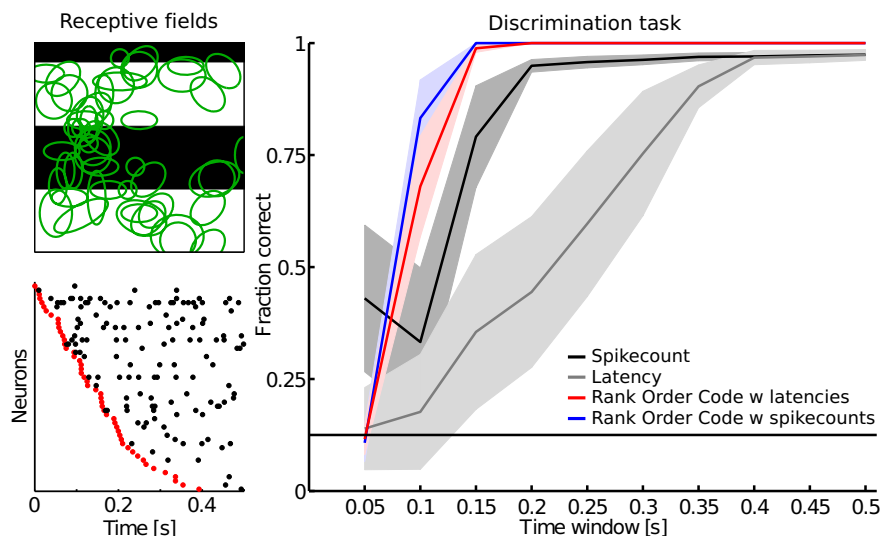 Receptive fields
Neurons
0
0.2
0.4
Time [s]
Discrimination task
Fraction correct
1
0.75
0.5
0.25
0
Spikecount
Latency
Rank Order Code w latencies
Rank Order Code w spikecounts
0.05
0.1
0.15
0.2
0.25
0.3
0.35
0.4
0.45
0.5
Time window [s]